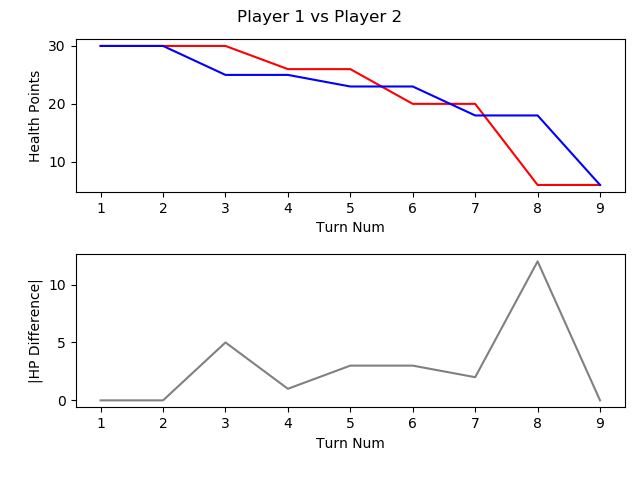 Player 1 vs Player 2
30
20
10
Health Points
1 2 3 4 5 6 7 8 9
Turn Num
10
5
0
|HP Difference|
1 2 3 4 5 6 7 8 9
Turn Num